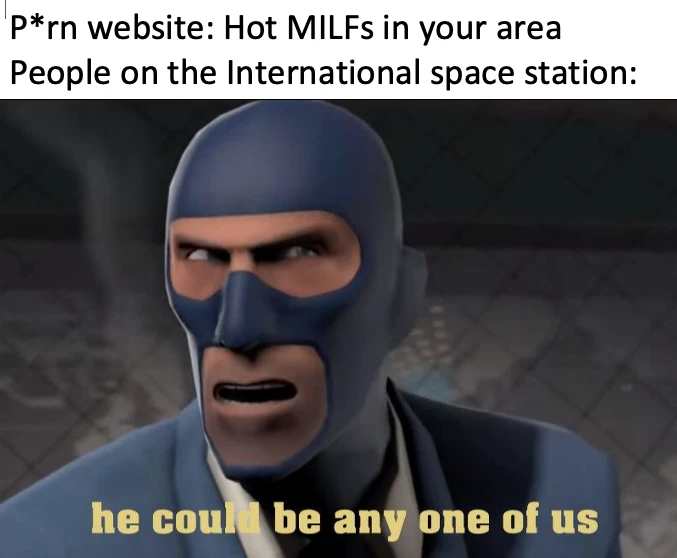 P*rn website: Hot MILFs in your area
People on the International space station:
he could be any one of us